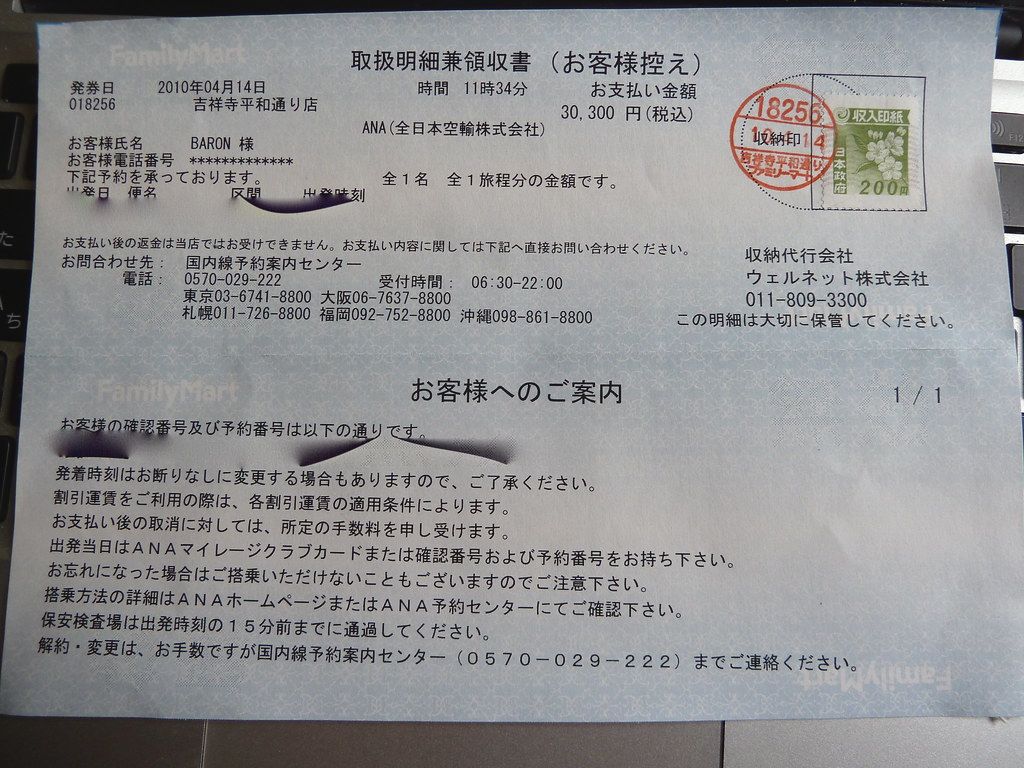 FamilyMart
取扱明細兼領収書 (お客様控え)
発券日 2010年04月14日 時間 11時34分 お支払い金額
018256 吉祥寺平和通り店 30,300 円(税込)
ANA(全日本空輸株式会社)
18256
収納印
14
吉祥寺平和通り
ファミリーマート
収入印紙
日本政府
200円
お客様氏名 BARON 様
お客様電話番号 *************
下記予約を承っております。 全1名 全1旅程分の金額です。
出発日 便名 区間 出発時刻
お支払い後の返金は当店ではお受けできません。お支払い内容に関しては下記へ直接お問い合わせください。
お問合わせ先: 国内線予約案内センター
電話: 0570-029-222 受付時間: 06:30-22:00
東京03-6741-8800 大阪06-7637-8800
札幌011-726-8800 福岡092-752-8800 沖縄098-861-8800
収納代行会社
ウェルネット株式会社
011-809-3300
この明細は大切に保管してください。
FamilyMart
お客様へのご案内 1/1
お客様の確認番号及び予約番号は以下の通りです。
発着時刻はお断りなしに変更する場合もありますので、ご了承ください。
割引運賃をご利用の際は、各割引運賃の適用条件によります。
お支払い後の取消に対しては、所定の手数料を申し受けます。
出発当日はANAマイレージクラブカードまたは確認番号および予約番号をお持ち下さい。
お忘れになった場合はご搭乗いただけないこともございますのでご注意下さい。
搭乗方法の詳細はANAホームページまたはANA予約センターにてご確認下さい。
保安検査場は出発時刻の15分前までに通過してください。
解約・変更は、お手数ですが国内線予約案内センター(0570-029-222)までご連絡ください。
FamilyMart